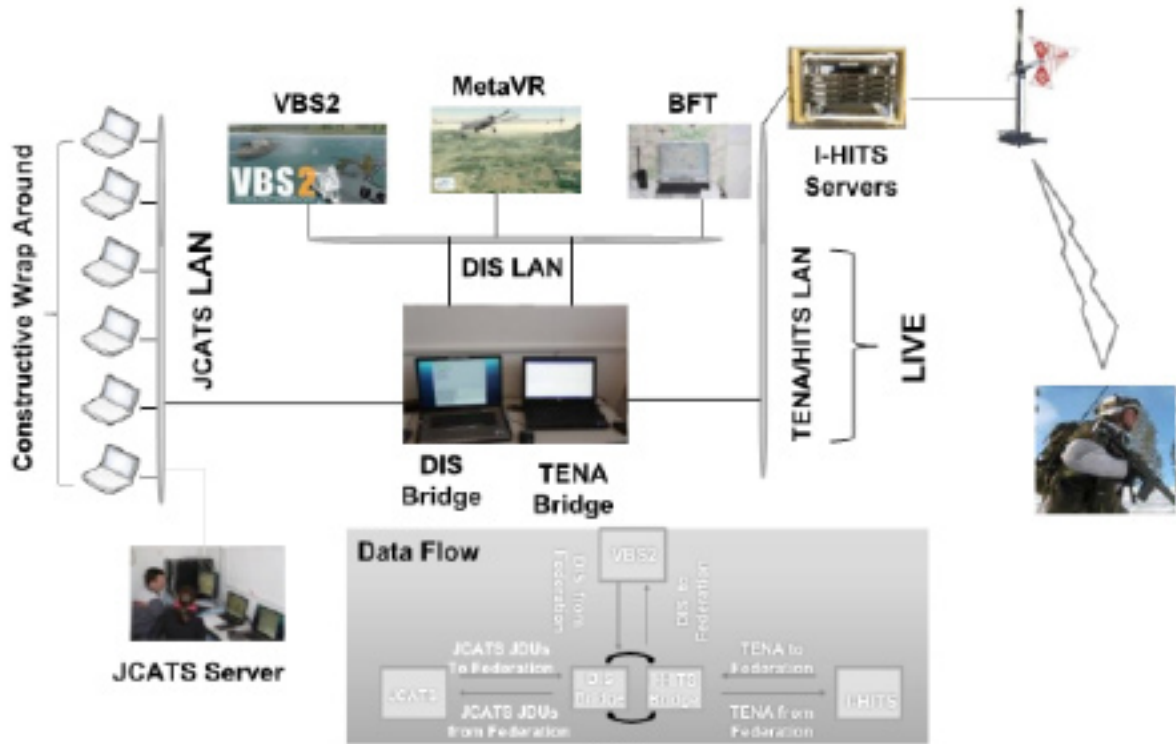 Constructive Wrap Around
JCATS LAN
VBS2
VBS2
MetaVR
BFT
I-HITS
Servers
DIS LAN
TENA/HITS LAN
LIVE
DIS
Bridge
TENA
Bridge
JCATS Server
Data Flow
VBS2
DIS from
Federation
DIS to
Federation
JCATS JDUs
To Federation
JCATS
DIS
Bridge
HITS
Bridge
JCATS JDUs
from Federation
TENA to
Federation
TENA from
Federation
I-HITS